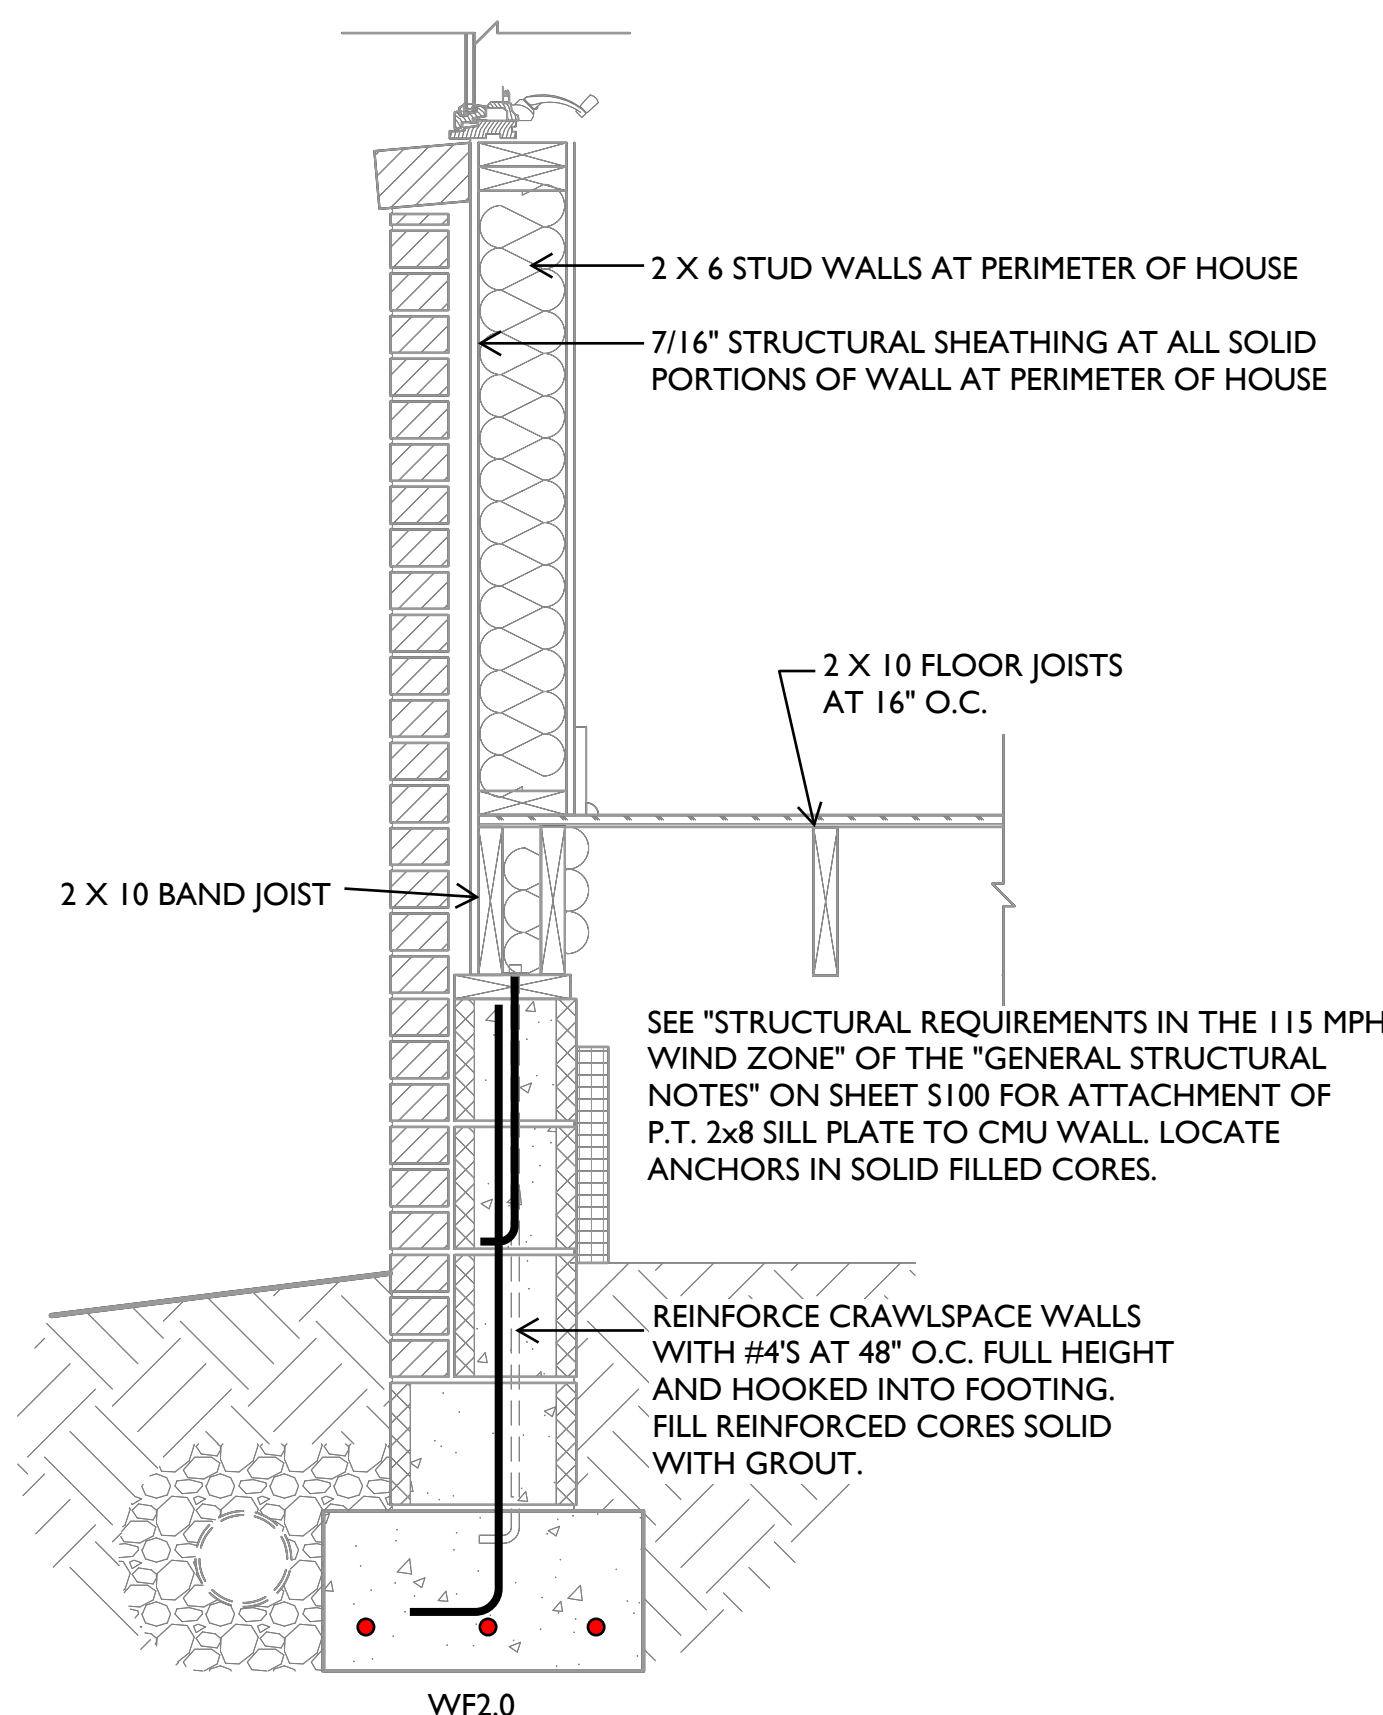 2 X 6 STUD WALLS AT PERIMETER OF HOUSE
7/16" STRUCTURAL SHEATHING AT ALL SOLID
PORTIONS OF WALL AT PERIMETER OF HOUSE
2 X 10 FLOOR JOISTS
AT 16" O.C.
2 X 10 BAND JOIST
SEE "STRUCTURAL REQUIREMENTS IN THE 115 MPH
WIND ZONE" OF THE "GENERAL STRUCTURAL
NOTES" ON SHEET S100 FOR ATTACHMENT OF
P.T. 2x8 SILL PLATE TO CMU WALL. LOCATE
ANCHORS IN SOLID FILLED CORES.
REINFORCE CRAWLSPACE WALLS
WITH #4'S AT 48" O.C. FULL HEIGHT
AND HOOKED INTO FOOTING.
FILL REINFORCED CORES SOLID
WITH GROUT.
WF2.0